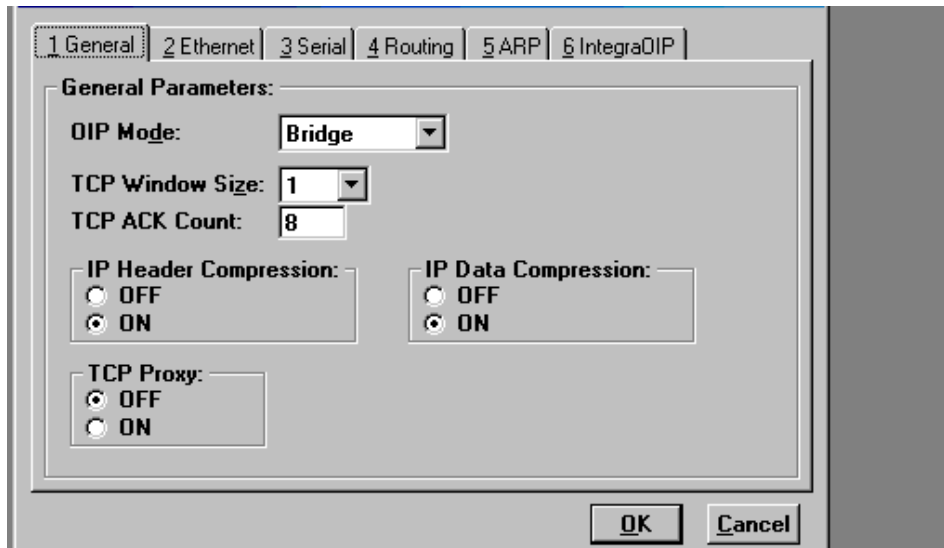 1 General 2 Ethernet 3 Serial 4 Routing 5 ARP 6 IntegraOIP
General Parameters:
OIP Mode: Bridge
TCP Window Size: 1
TCP ACK Count: 8
IP Header Compression: IP Data Compression:
OFF OFF
ON ON
TCP Proxy:
OFF
ON
OK Cancel